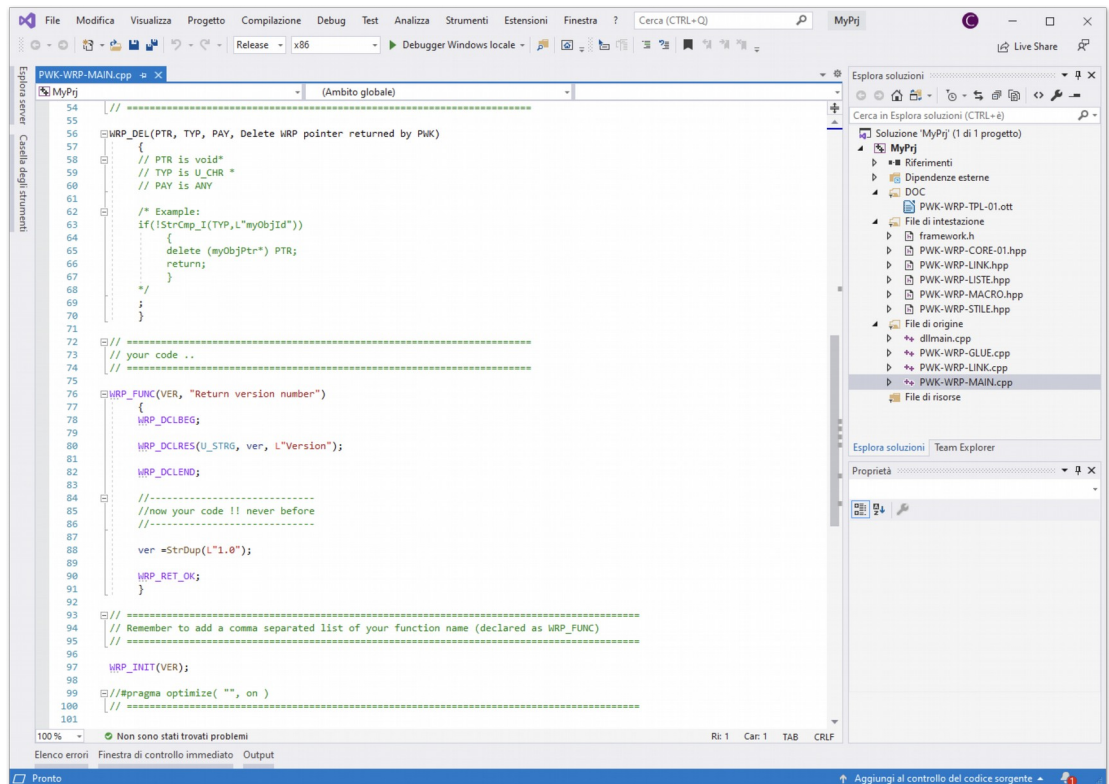 File Modifica Visualizza Progetto Compilazione Debug Test Analizza Strumenti Estensioni Finestra ? Cerca (CTRL+Q) MyPrj C
Release x86 Debugger Windows locale Live Share
Esplora server
Casella degli strumenti
PWK-WRP-MAIN.cpp
MyPrj (Ambito globale)
54 // =======================================================================
55
56 WRP_DEL(PTR, TYP, PAY, Delete WRP pointer returned by PWK)
57 {
58 // PTR is void*
59 // TYP is U_CHR *
60 // PAY is ANY
61
62 /* Example:
63 if(!StrCmp_I(TYP,L"myObjId"))
64 {
65 delete (myObjPtr*) PTR;
66 return;
67 }
68 */
69 ;
70 }
71
72 // =======================================================================
73 // your code ..
74 // =======================================================================
75
76 WRP_FUNC(VER, "Return version number")
77 {
78 WRP_DCLBEG;
79
80 WRP_DCLRES(U_STRG, ver, L"Version");
81
82 WRP_DCLEND;
83
84 //-----------------------------
85 //now your code !! never before
86 //-----------------------------
87
88 ver =StrDup(L"1.0");
89
90 WRP_RET_OK;
91 }
92
93 // ==========================================================================================
94 // Remember to add a comma separated list of your function name (declared as WRP_FUNC)
95 // ==========================================================================================
96
97 WRP_INIT(VER);
98
99 //#pragma optimize( "", on )
100 // ==========================================================================================
101
100 % Non sono stati trovati problemi Ri: 1 Car: 1 TAB CRLF
Elenco errori Finestra di controllo immediato Output
Pronto Aggiungi al controllo del codice sorgente 1
Esplora soluzioni
Cerca in Esplora soluzioni (CTRL+è)
Soluzione 'MyPrj' (1 di 1 progetto)
MyPrj
Riferimenti
Dipendenze esterne
DOC
PWK-WRP-TPL-01.ott
File di intestazione
framework.h
PWK-WRP-CORE-01.hpp
PWK-WRP-LINK.hpp
PWK-WRP-LISTE.hpp
PWK-WRP-MACRO.hpp
PWK-WRP-STILE.hpp
File di origine
dllmain.cpp
PWK-WRP-GLUE.cpp
PWK-WRP-LINK.cpp
PWK-WRP-MAIN.cpp
File di risorse
Esplora soluzioni Team Explorer
Proprietà